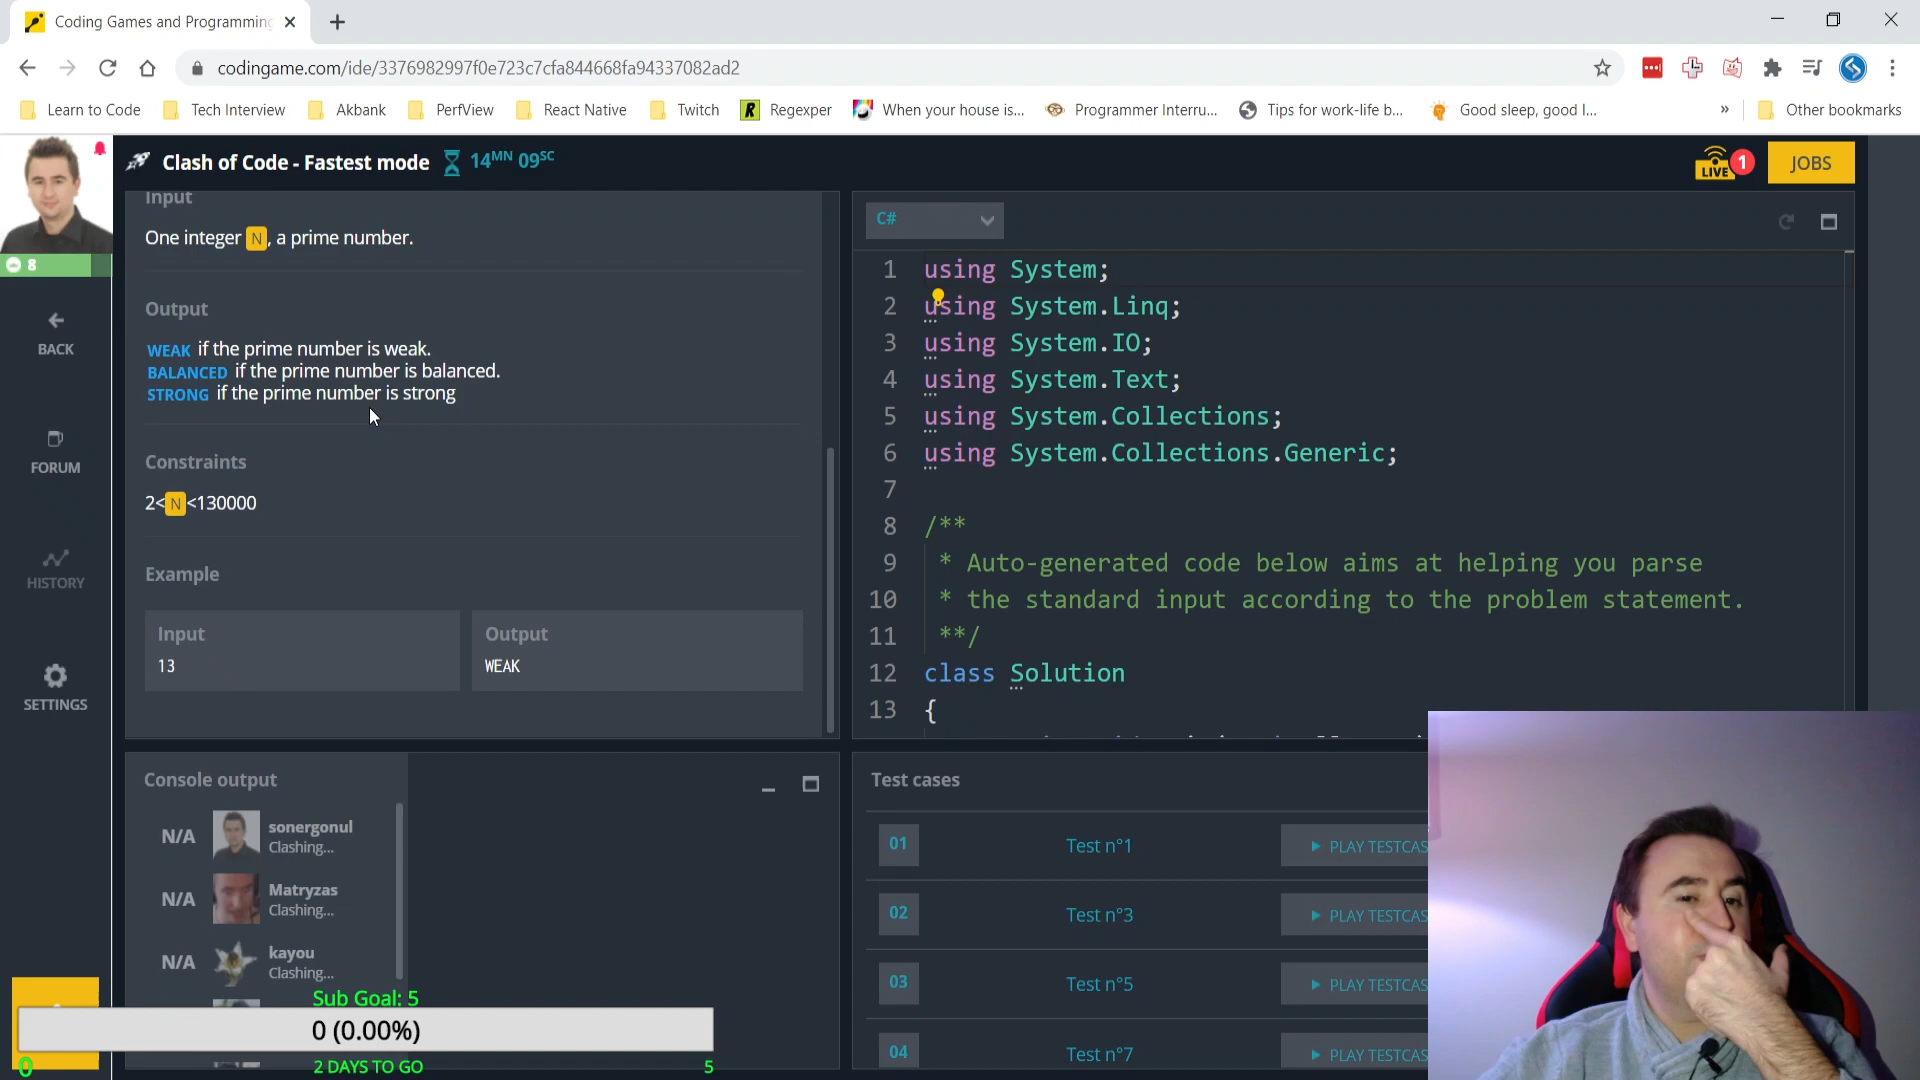 Coding Games and Programming
codingame.com/ide/3376982997f0e723c7cfa844668fa94337082ad2
Learn to Code
Tech Interview
Akbank
PerfView
React Native
Twitch
Regexper
When your house is...
Programmer Interru...
Tips for work-life b...
Good sleep, good l...
»
Other bookmarks
Clash of Code - Fastest mode
14MN 09SC
LIVE
1
JOBS
8
BACK
FORUM
HISTORY
SETTINGS
Input
One integer N, a prime number.
Output
WEAK if the prime number is weak.
BALANCED if the prime number is balanced.
STRONG if the prime number is strong
Constraints
2<N<130000
Example
Input
13
Output
WEAK
C#
1 using System;
2 using System.Linq;
3 using System.IO;
4 using System.Text;
5 using System.Collections;
6 using System.Collections.Generic;
7
8 /**
9 * Auto-generated code below aims at helping you parse
10 * the standard input according to the problem statement.
11 **/
12 class Solution
13 {
Console output
N/A
sonergonul
Clashing...
N/A
Matryzas
Clashing...
N/A
kayou
Clashing...
Sub Goal: 5
0 (0.00%)
0
2 DAYS TO GO
5
Test cases
01 Test n°1 PLAY TESTCAS
02 Test n°3 PLAY TESTCAS
03 Test n°5 PLAY TESTCAS
04 Test n°7 PLAY TESTCAS